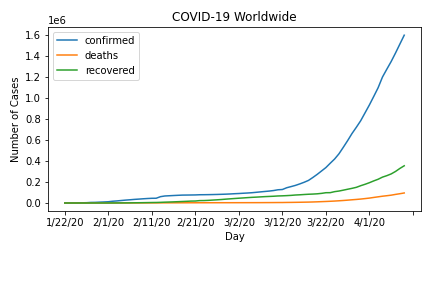 COVID-19 Worldwide
1e6
confirmed
deaths
recovered
Number of Cases
1.6
1.4
1.2
1.0
0.8
0.6
0.4
0.2
0.0
1/22/20 2/1/20 2/11/20 2/21/20 3/2/20 3/12/20 3/22/20 4/1/20
Day